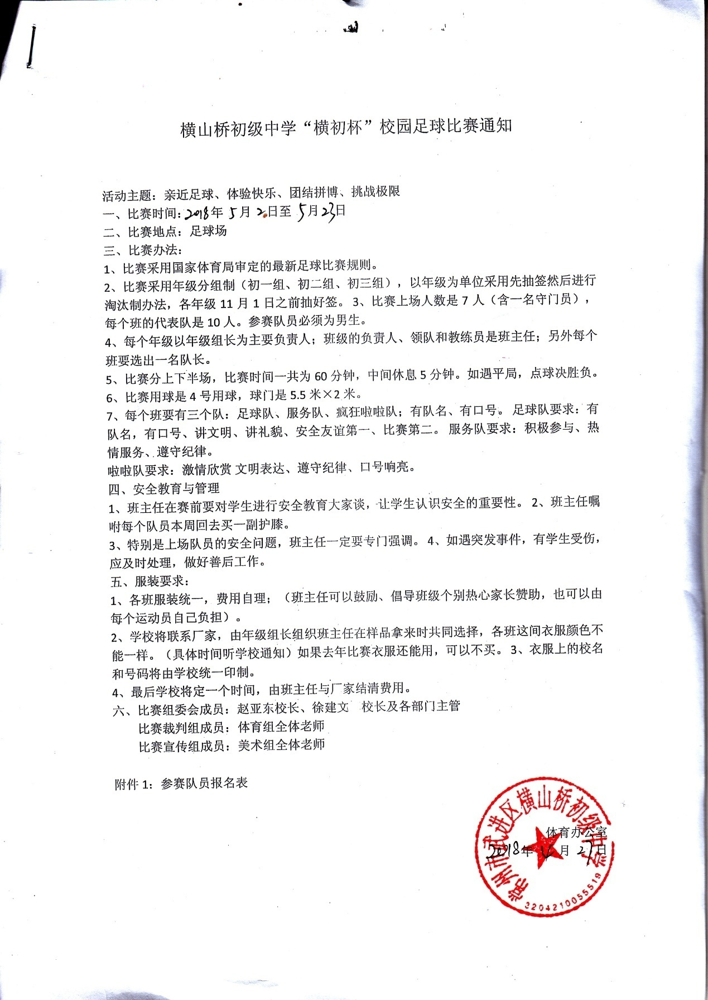 横山桥初级中学“横初杯”校园足球比赛通知
活动主题：亲近足球、体验快乐、团结拼博、挑战极限
一、比赛时间：2018年5月2日至5月23日
二、比赛地点：足球场
三、比赛办法：
1、比赛采用国家体育局审定的最新足球比赛规则。
2、比赛采用年级分组制（初一组、初二组、初三组），以年级为单位采用先抽签然后进行
淘汰制办法，各年级 11 月 1 日之前抽好签。 3、比赛上场人数是 7 人（含一名守门员），
每个班的代表队是 10 人。参赛队员必须为男生。
4、每个年级以年级组长为主要负责人；班级的负责人、领队和教练员是班主任；另外每个
班要选出一名队长。
5、比赛分上下半场，比赛时间一共为 60 分钟，中间休息 5 分钟。如遇平局，点球决胜负。
6、比赛用球是 4 号用球，球门是 5.5 米×2 米。
7、每个班要有三个队：足球队、服务队、疯狂啦啦队；有队名、有口号。 足球队要求：有
队名，有口号、讲文明、讲礼貌、安全友谊第一、比赛第二。 服务队要求：积极参与、热
情服务、遵守纪律。
啦啦队要求：激情欣赏 文明表达、遵守纪律、口号响亮。
四、安全教育与管理
1、班主任在赛前要对学生进行安全教育大家谈，让学生认识安全的重要性。 2、班主任嘱
咐每个队员本周回去买一副护膝。
3、特别是上场队员的安全问题，班主任一定要专门强调。 4、如遇突发事件，有学生受伤，
应及时处理，做好善后工作。
五、服装要求：
1、各班服装统一，费用自理；（班主任可以鼓励、倡导班级个别热心家长赞助，也可以由
每个运动员自己负担）。
2、学校将联系厂家，由年级组长组织班主任在样品拿来时共同选择，各班这间衣服颜色不
能一样。（具体时间听学校通知）如果去年比赛衣服还能用，可以不买。 3、衣服上的校名
和号码将由学校统一印制。
4、最后学校将定一个时间，由班主任与厂家结清费用。
六、比赛组委会成员：赵亚东校长、徐建文 校长及各部门主管
比赛裁判组成员：体育组全体老师
比赛宣传组成员：美术组全体老师
附件 1：参赛队员报名表
体育办公室
2018年4月27日
常州市武进区横山桥初级中学
3204210055519